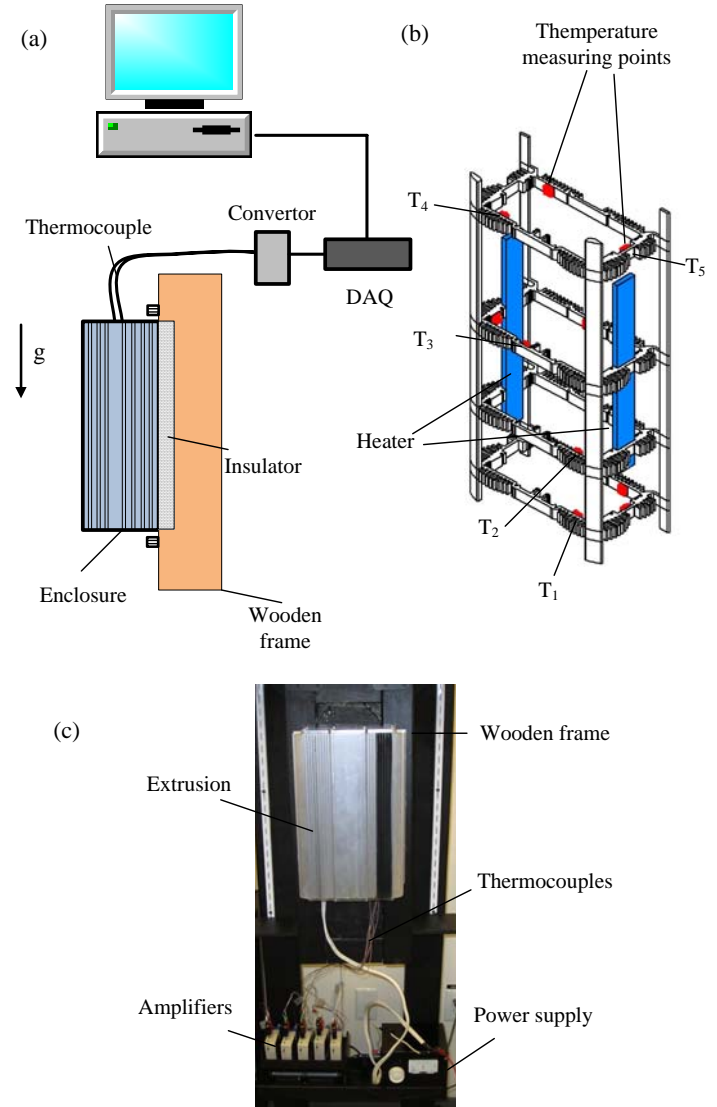 (a)
Thermocouple
Convertor
DAQ
g
Insulator
Enclosure
Wooden
frame
(b)
Themperature
measuring points
T4
T5
T3
Heater
T2
T1
(c)
Wooden frame
Extrusion
Thermocouples
Amplifiers
Power supply